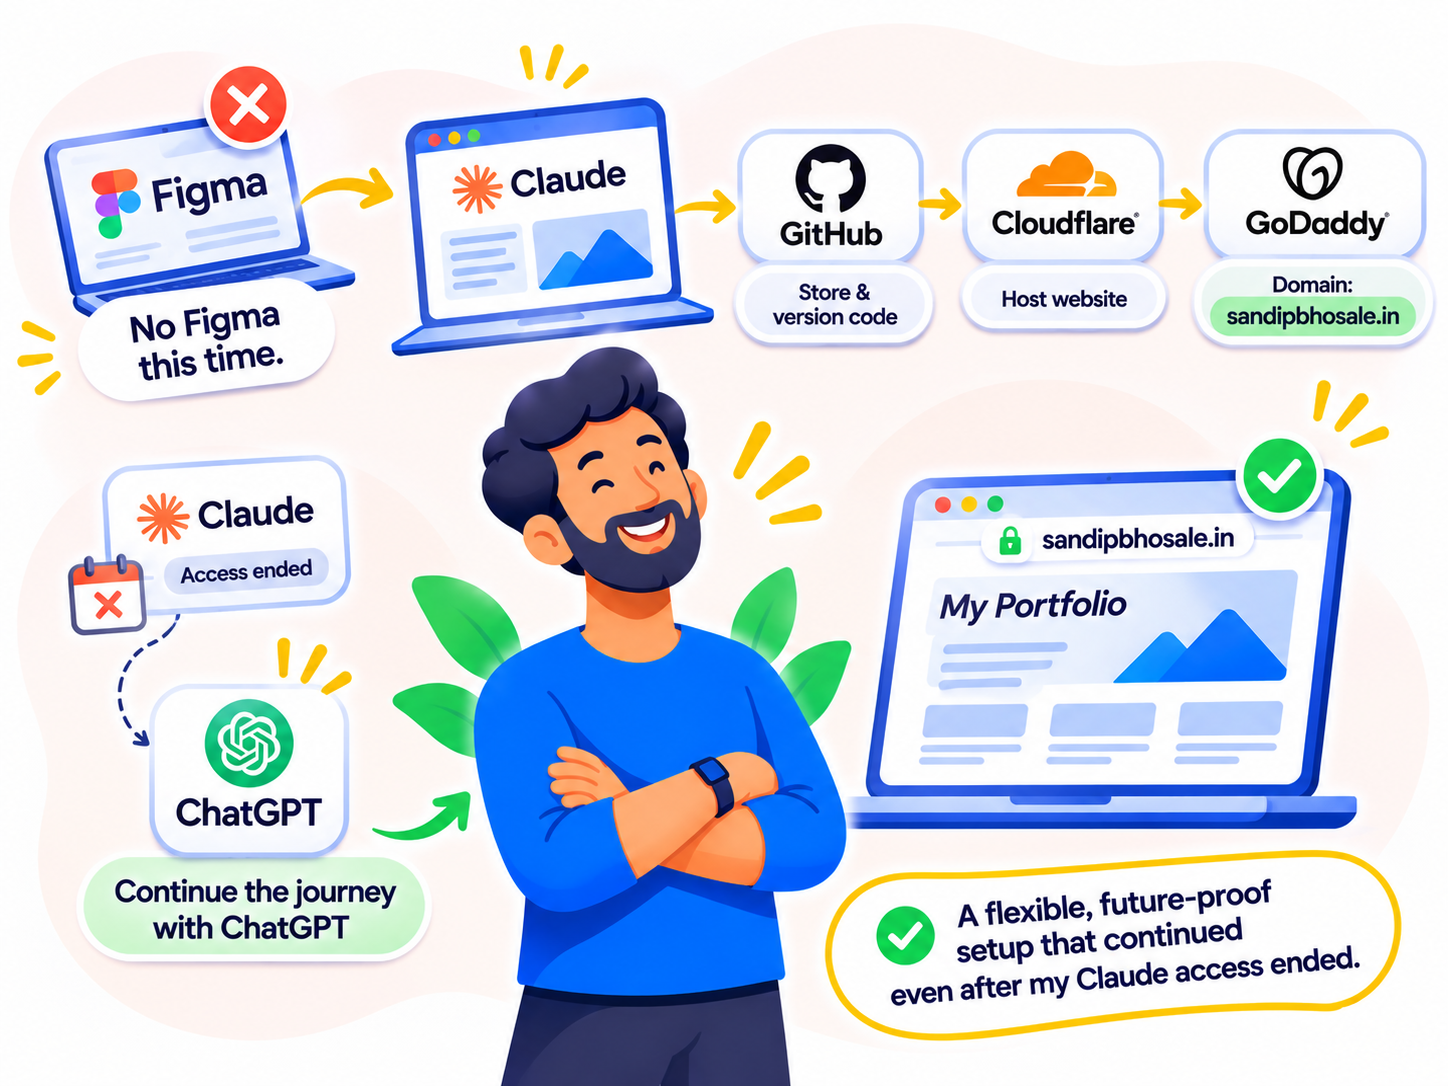 Figma
No Figma
this time.
Claude
GitHub
Store &
version code
Cloudflare®
Host website
GoDaddy®
Domain:
sandipbhosale.in
Claude
Access ended
ChatGPT
Continue the journey
with ChatGPT
sandipbhosale.in
My Portfolio
A flexible, future-proof
setup that continued
even after my Claude access ended.